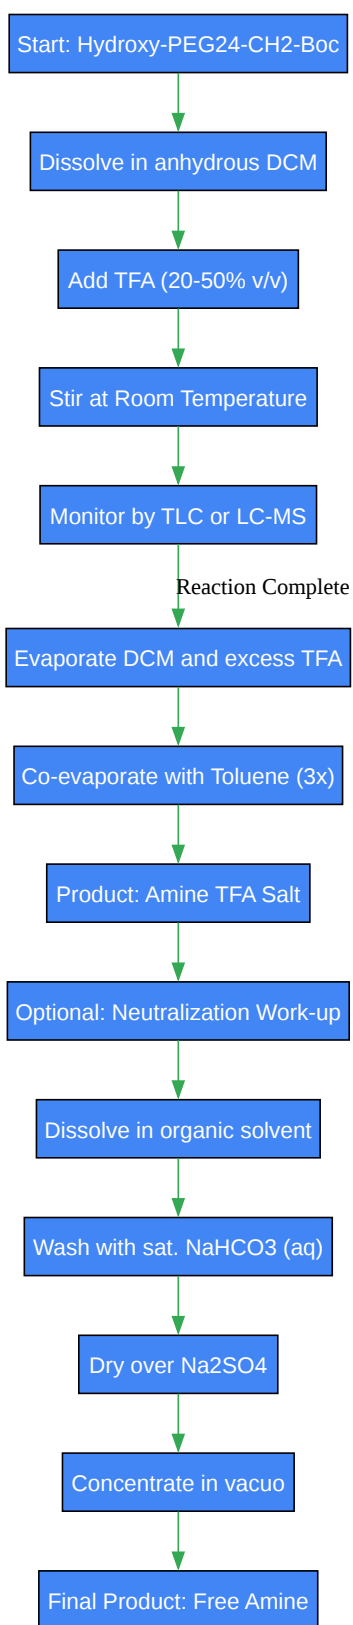 Start: Hydroxy-PEG24-CH2-Boc
Dissolve in anhydrous DCM
Add TFA (20-50% v/v)
Stir at Room Temperature
Monitor by TLC or LC-MS
Reaction Complete
Evaporate DCM and excess TFA
Co-evaporate with Toluene (3x)
Product: Amine TFA Salt
Optional: Neutralization Work-up
Dissolve in organic solvent
Wash with sat. NaHCO3 (aq)
Dry over Na2SO4
Concentrate in vacuo
Final Product: Free Amine